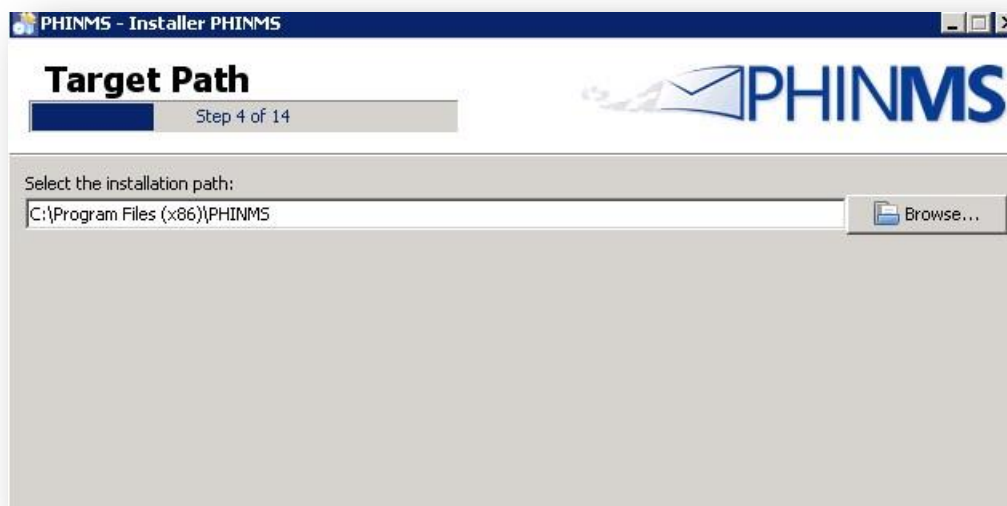 PHINMS - Installer PHINMS
Target Path
PHINMS
Step 4 of 14
Select the installation path:
C:\Program Files (x86)\PHINMS
Browse...